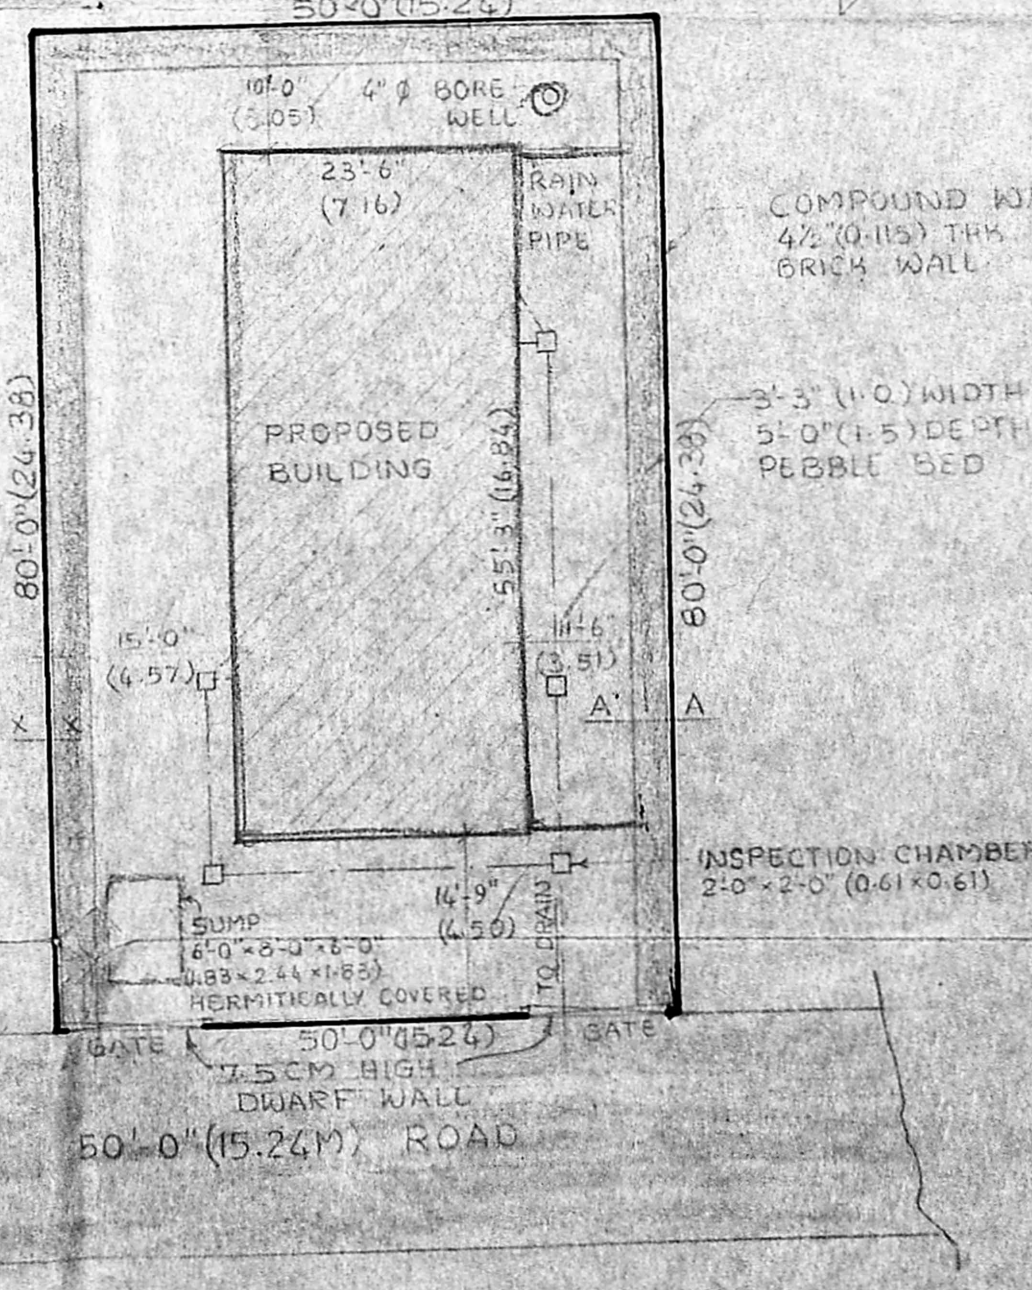 50'-0"(15.24)
10'-0"
(3.05)
4" Ø BORE
WELL
23'-6"
(7.16)
RAIN
WATER
PIPE
COMPOUND
4½"(0.115) THK
BRICK WALL
80'-0"(24.38)
3'-3" (1.0) WIDTH
5'-0"(1.5) DEPTH
PEBBLE BED
PROPOSED
BUILDING
55'-3" (16.84)
80'-0"(24.38)
15'-0"
(4.57)
11'-6"
(3.51)
X X
A' A
INSPECTION CHAMBER
2'-0" × 2'-0" (0.61×0.61)
14'-9"
(4.50)
TO DRAIN
SUMP
6'-0"×8'-0"×6'-0"
(1.83×2.44×1.83)
HERMITICALLY COVERED
GATE
50'-0"(15.24)
GATE
7.5CM HIGH
DWARF WALL
50'-0"(15.24M) ROAD